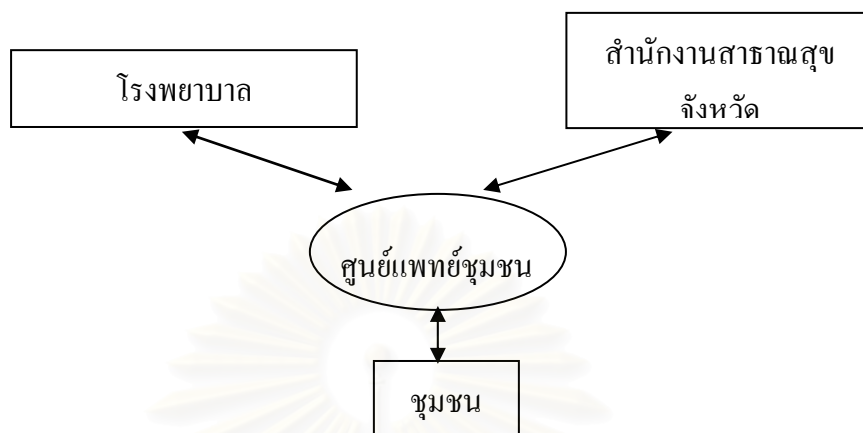 โรงพยาบาล
สำนักงานสาธาณสุข
จังหวัด
ศูนย์แพทย์ชุมชน
ชุมชน